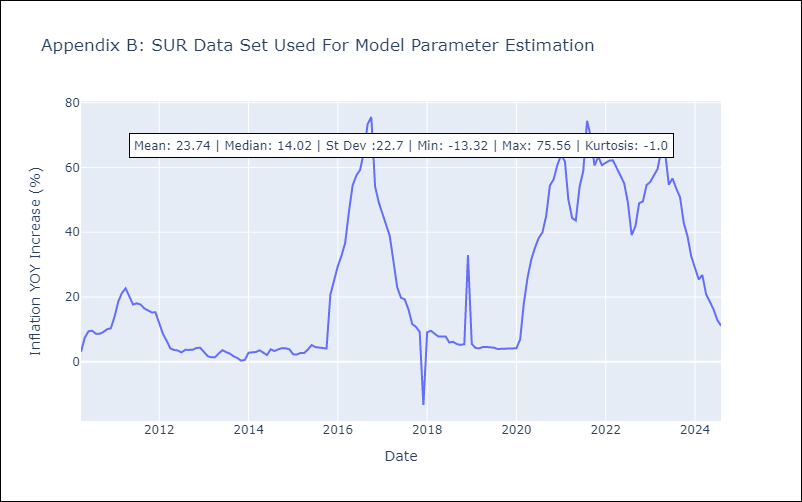 Appendix B: SUR Data Set Used For Model Parameter Estimation
80
Mean: 23.74 | Median: 14.02 | St Dev :22.7 | Min: -13.32 | Max: 75.56 | Kurtosis: -1.0
60
40
20
0
Inflation YOY Increase (%)
2012 2014 2016 2018 2020 2022 2024
Date